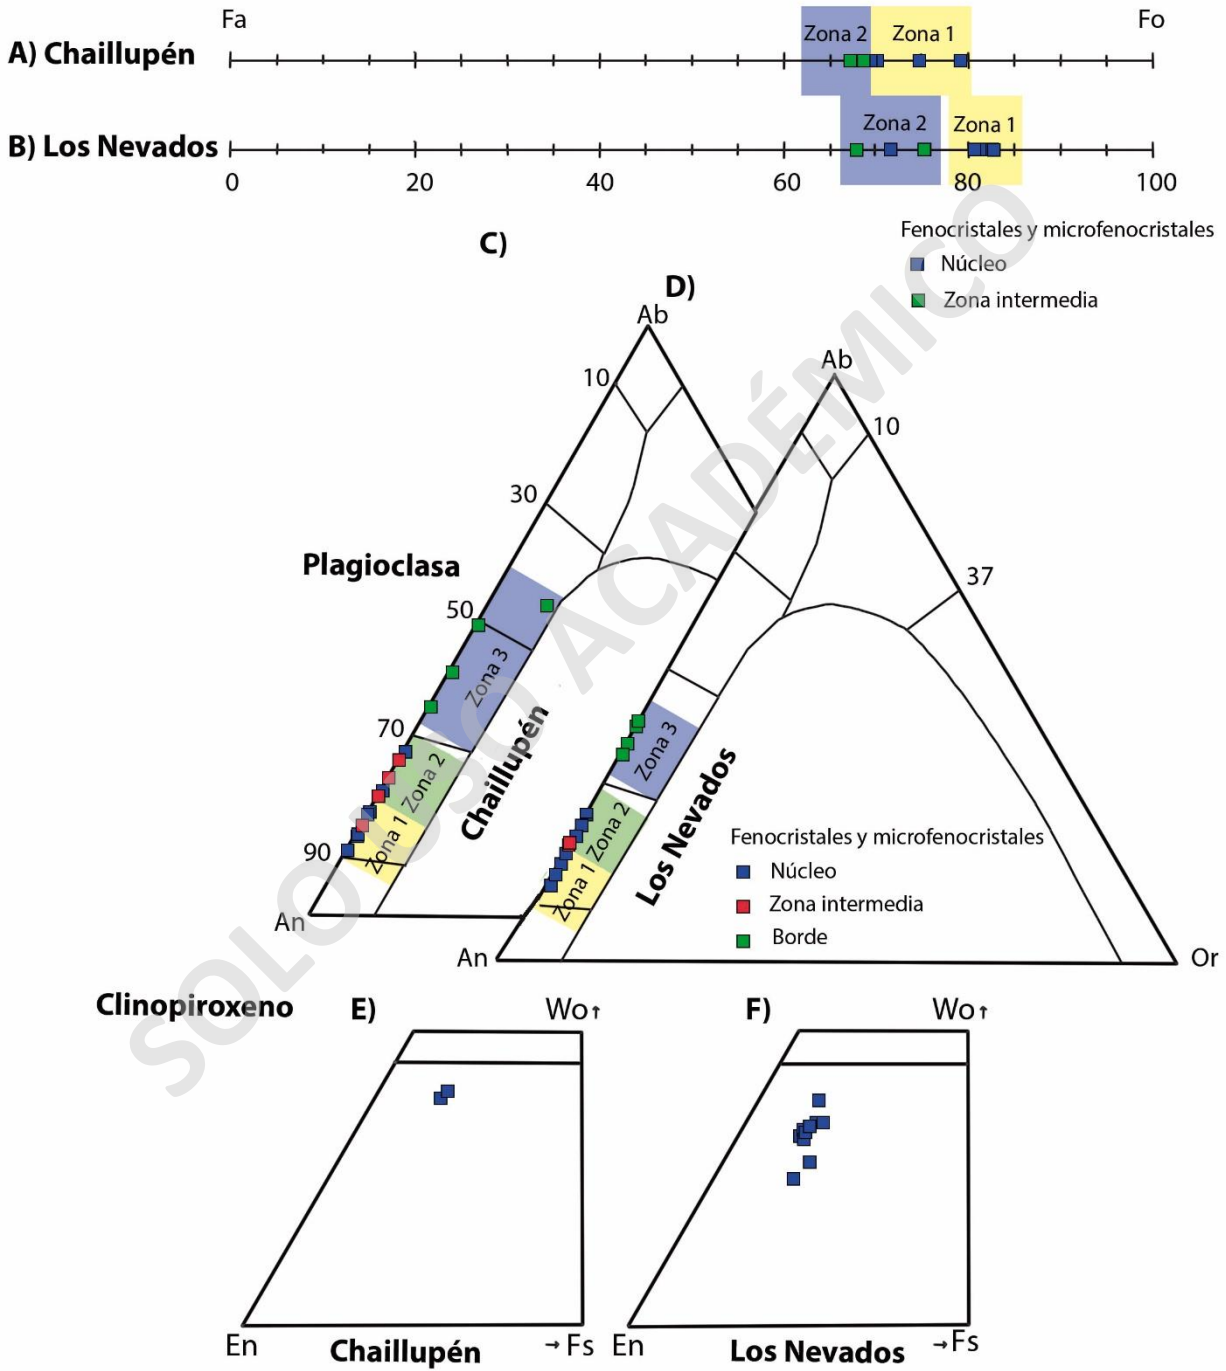 Fa
Fo
A) Chaillupén
Zona 2
Zona 1
B) Los Nevados
Zona 2
Zona 1
0
20
40
60
80
100
Fenocristales y microfenocristales
Núcleo
Zona intermedia
C)
D)
Ab
10
30
Plagioclasa
50
Zona 3
70
Zona 2
Zona 1
90
An
Chaillupén
Ab
10
37
Zona 3
Zona 2
Zona 1
An
Or
Los Nevados
Fenocristales y microfenocristales
Núcleo
Zona intermedia
Borde
Clinopiroxeno
E)
Wo↑
F)
Wo↑
En
Chaillupén
→Fs
En
Los Nevados
→Fs
SOLO USO ACADÉMICO